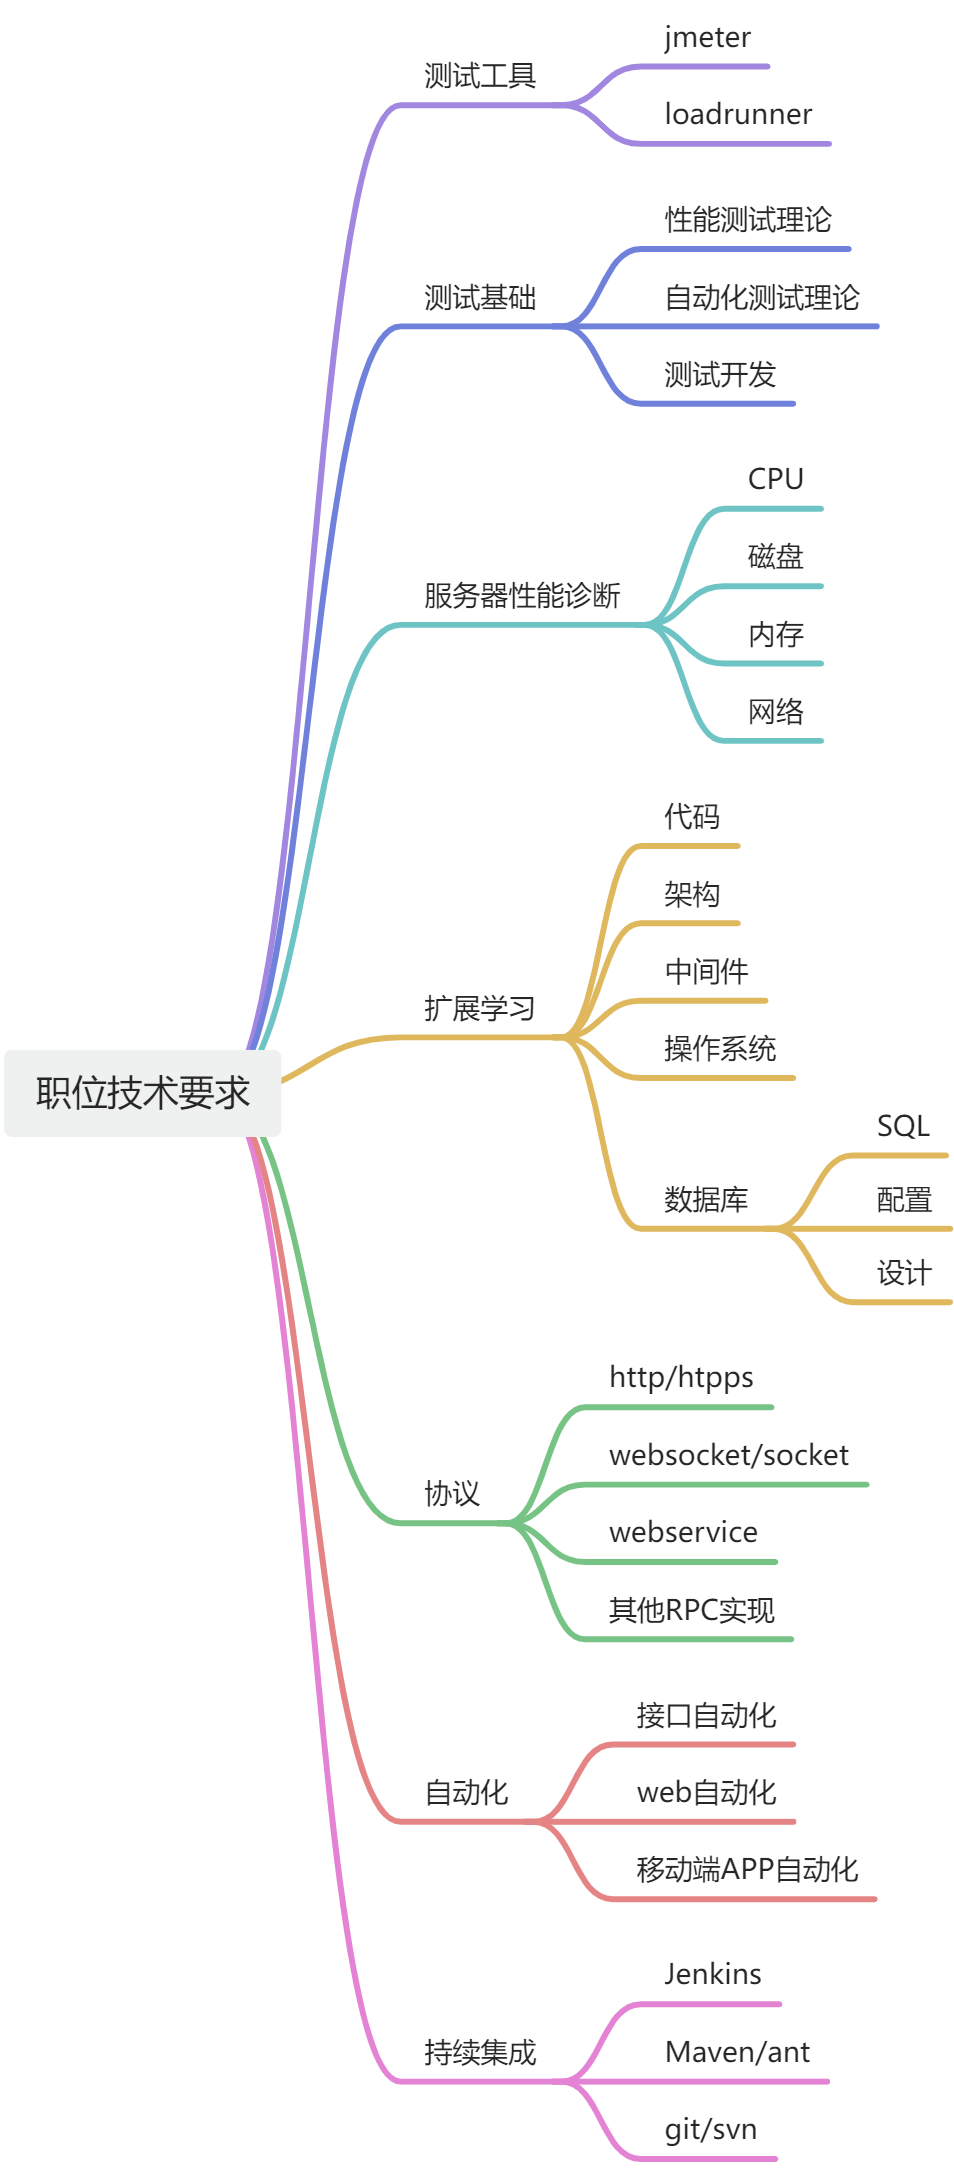 职位技术要求
测试工具
jmeter
loadrunner
测试基础
性能测试理论
自动化测试理论
测试开发
服务器性能诊断
CPU
磁盘
内存
网络
扩展学习
代码
架构
中间件
操作系统
数据库
SQL
配置
设计
协议
http/htpps
websocket/socket
webservice
其他RPC实现
自动化
接口自动化
web自动化
移动端APP自动化
持续集成
Jenkins
Maven/ant
git/svn